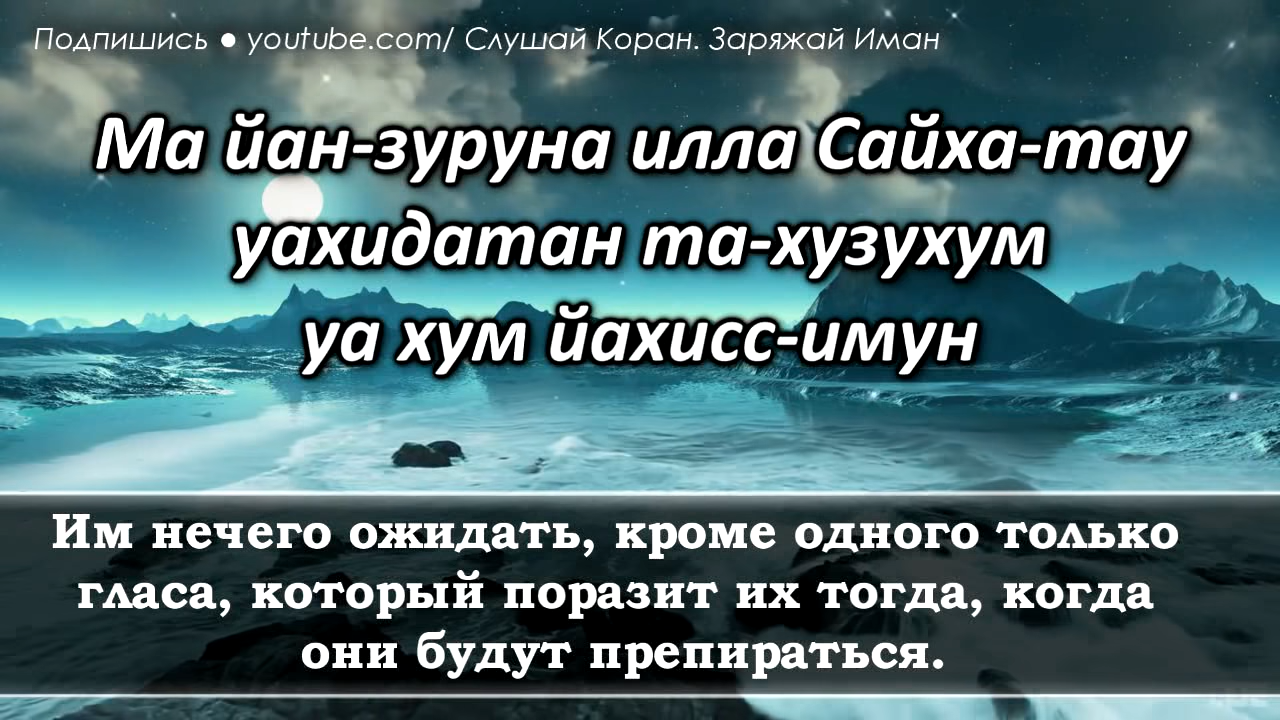 Подпишись ● youtube.com/ Слушай Коран. Заряжай Иман
Ма йан-зуруна илла Сайха-тау
уахидатан та-хузухум
уа хум йахисс-имун
Им нечего ожидать, кроме одного только
гласа, который поразит их тогда, когда
они будут препираться.